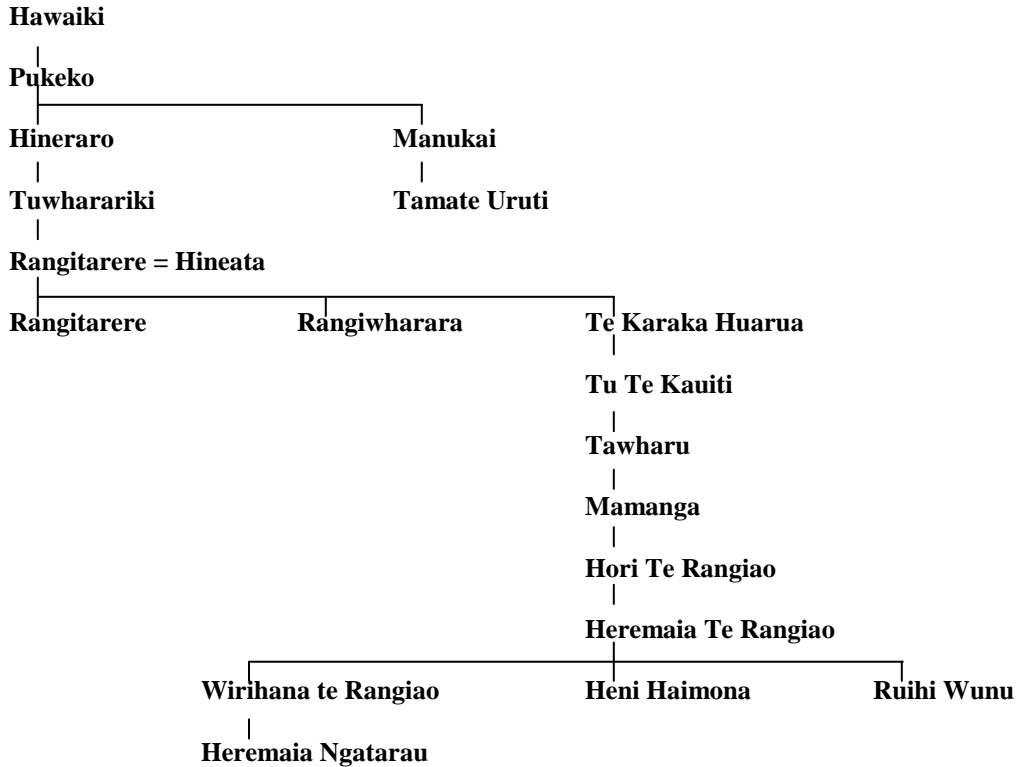 Hawaiki
Pukeko
Hineraro Manukai
Tuwharariki Tamate Uruti
Rangitarere = Hineata
Rangitarere Rangiwharara Te Karaka Huarua
Tu Te Kauiti
Tawharu
Mamanga
Hori Te Rangiao
Heremaia Te Rangiao
Wirihana te Rangiao Heni Haimona Ruihi Wunu
Heremaia Ngatarau